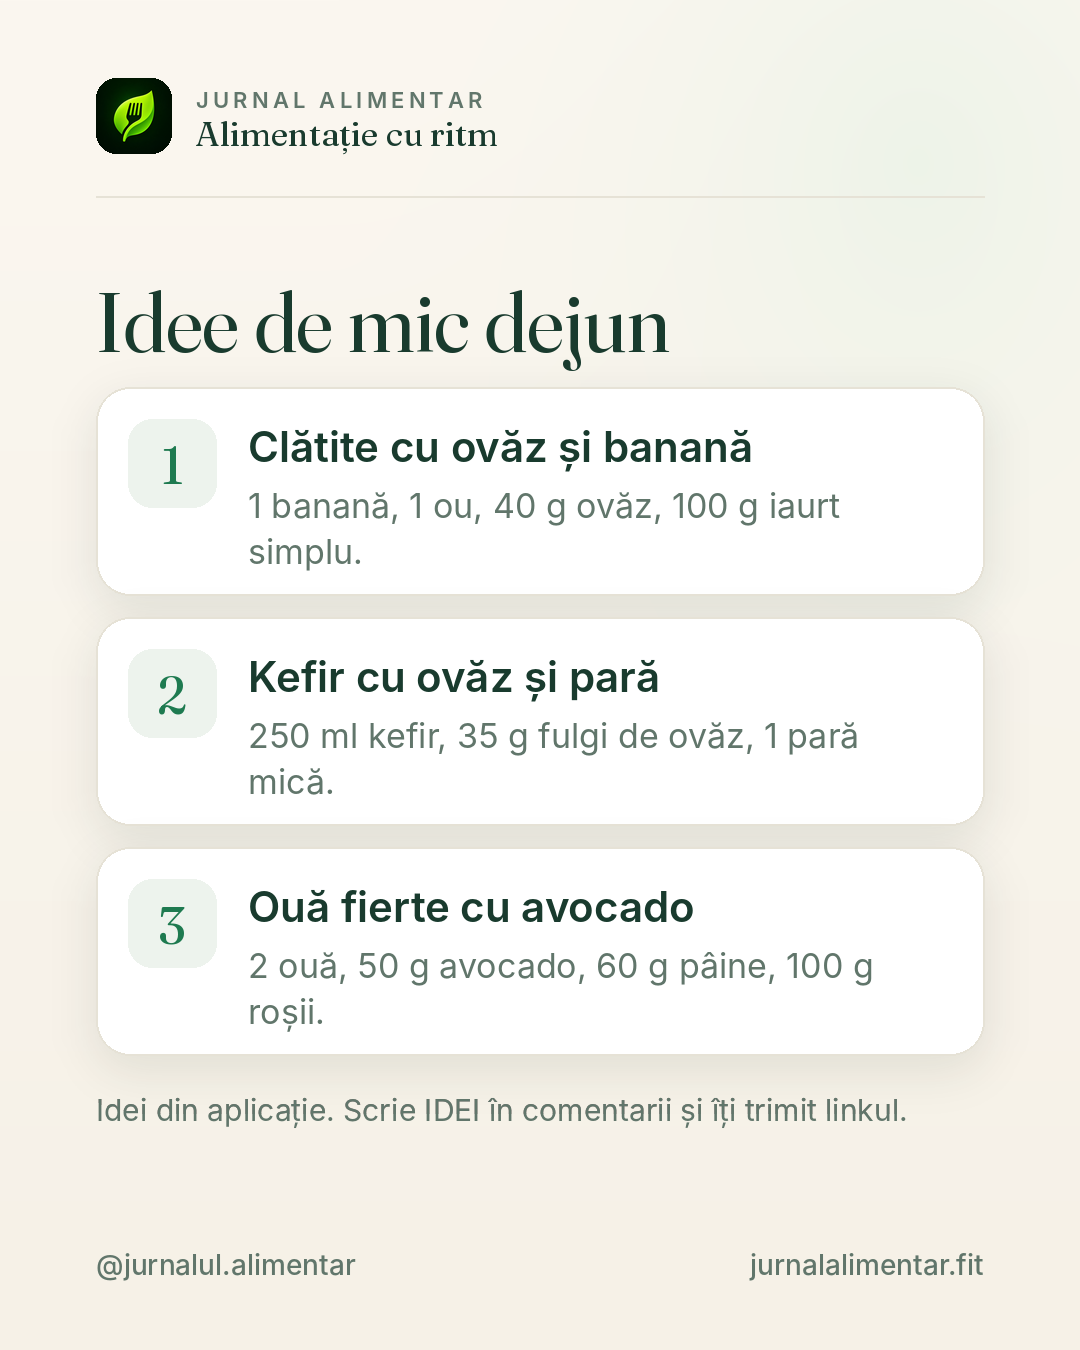 JURNAL ALIMENTAR
Alimentație cu ritm
Idee de mic dejun
1
Clătite cu ovăz și banană
1 banană, 1 ou, 40 g ovăz, 100 g iaurt
simplu.
2
Kefir cu ovăz și pară
250 ml kefir, 35 g fulgi de ovăz, 1 pară
mică.
3
Ouă fierte cu avocado
2 ouă, 50 g avocado, 60 g pâine, 100 g
roșii.
Idei din aplicație. Scrie IDEI în comentarii și îți trimit linkul.
@jurnalul.alimentar
jurnalalimentar.fit